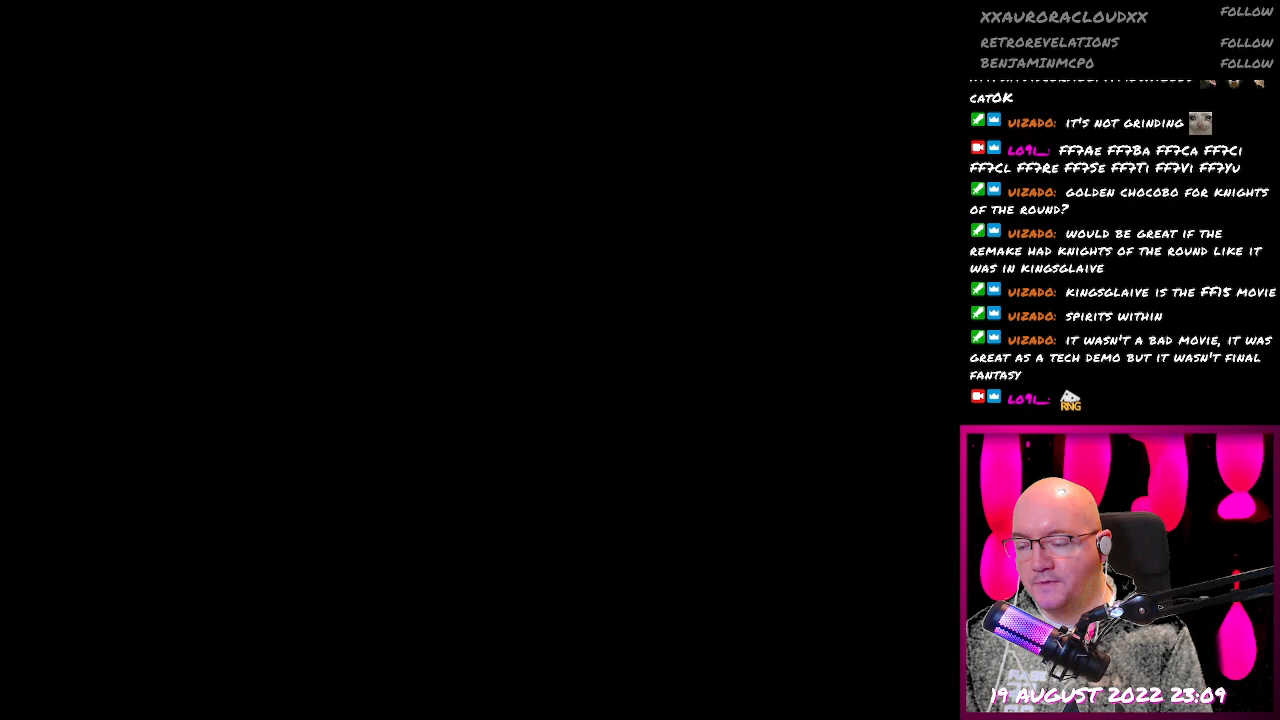 XXAURORACLOUDXX FOLLOW
RETROREVELATIONS FOLLOW
BENJAMINMCPO FOLLOW
CATOK
VIZADO: IT'S NOT GRINDING
LO9I_: FF7AE FF7BA FF7CA FF7CI
FF7CL FF7RE FF7SE FF7TI FF7VI FF7YU
VIZADO: GOLDEN CHOCOBO FOR KNIGHTS
OF THE ROUND?
VIZADO: WOULD BE GREAT IF THE
REMAKE HAD KNIGHTS OF THE ROUND LIKE IT
WAS IN KINGSGLAIVE
VIZADO: KINGSGLAIVE IS THE FF15 MOVIE
VIZADO: SPIRITS WITHIN
VIZADO: IT WASN'T A BAD MOVIE, IT WAS
GREAT AS A TECH DEMO BUT IT WASN'T FINAL
FANTASY
LO9I_: RNG
19 AUGUST 2022 23:09